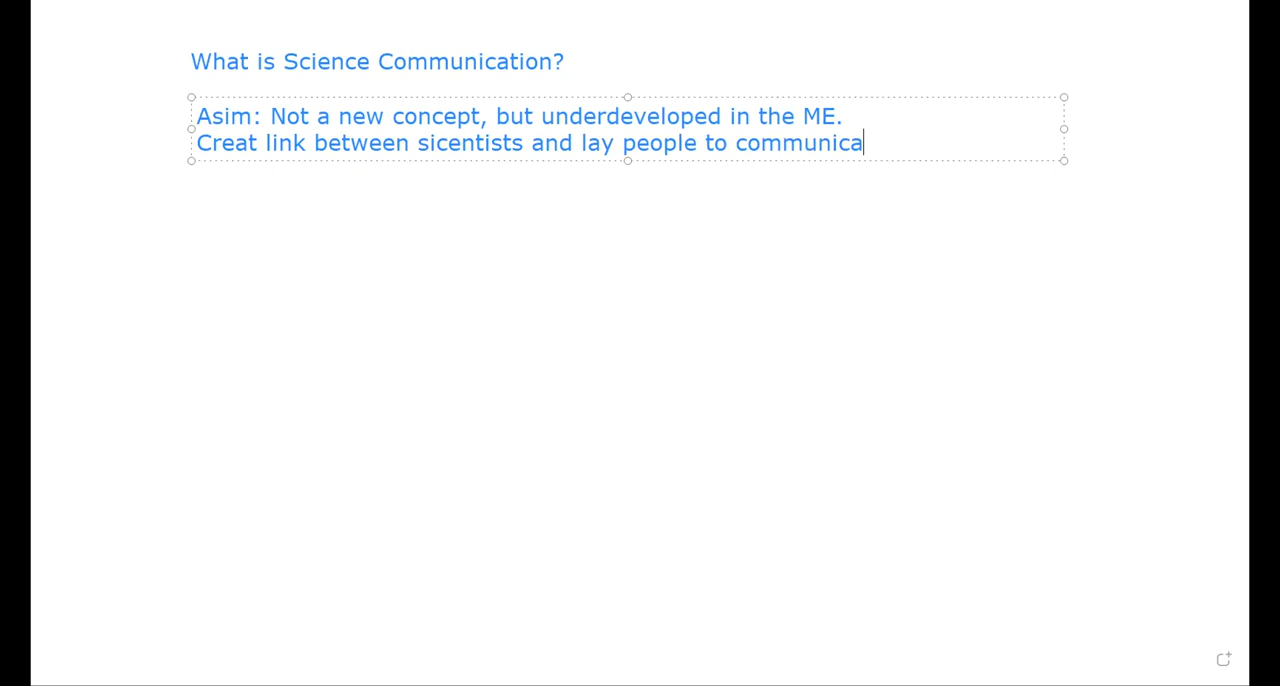 What is Science Communication?
Asim: Not a new concept, but underdeveloped in the ME.
Creat link between sicentists and lay people to communica